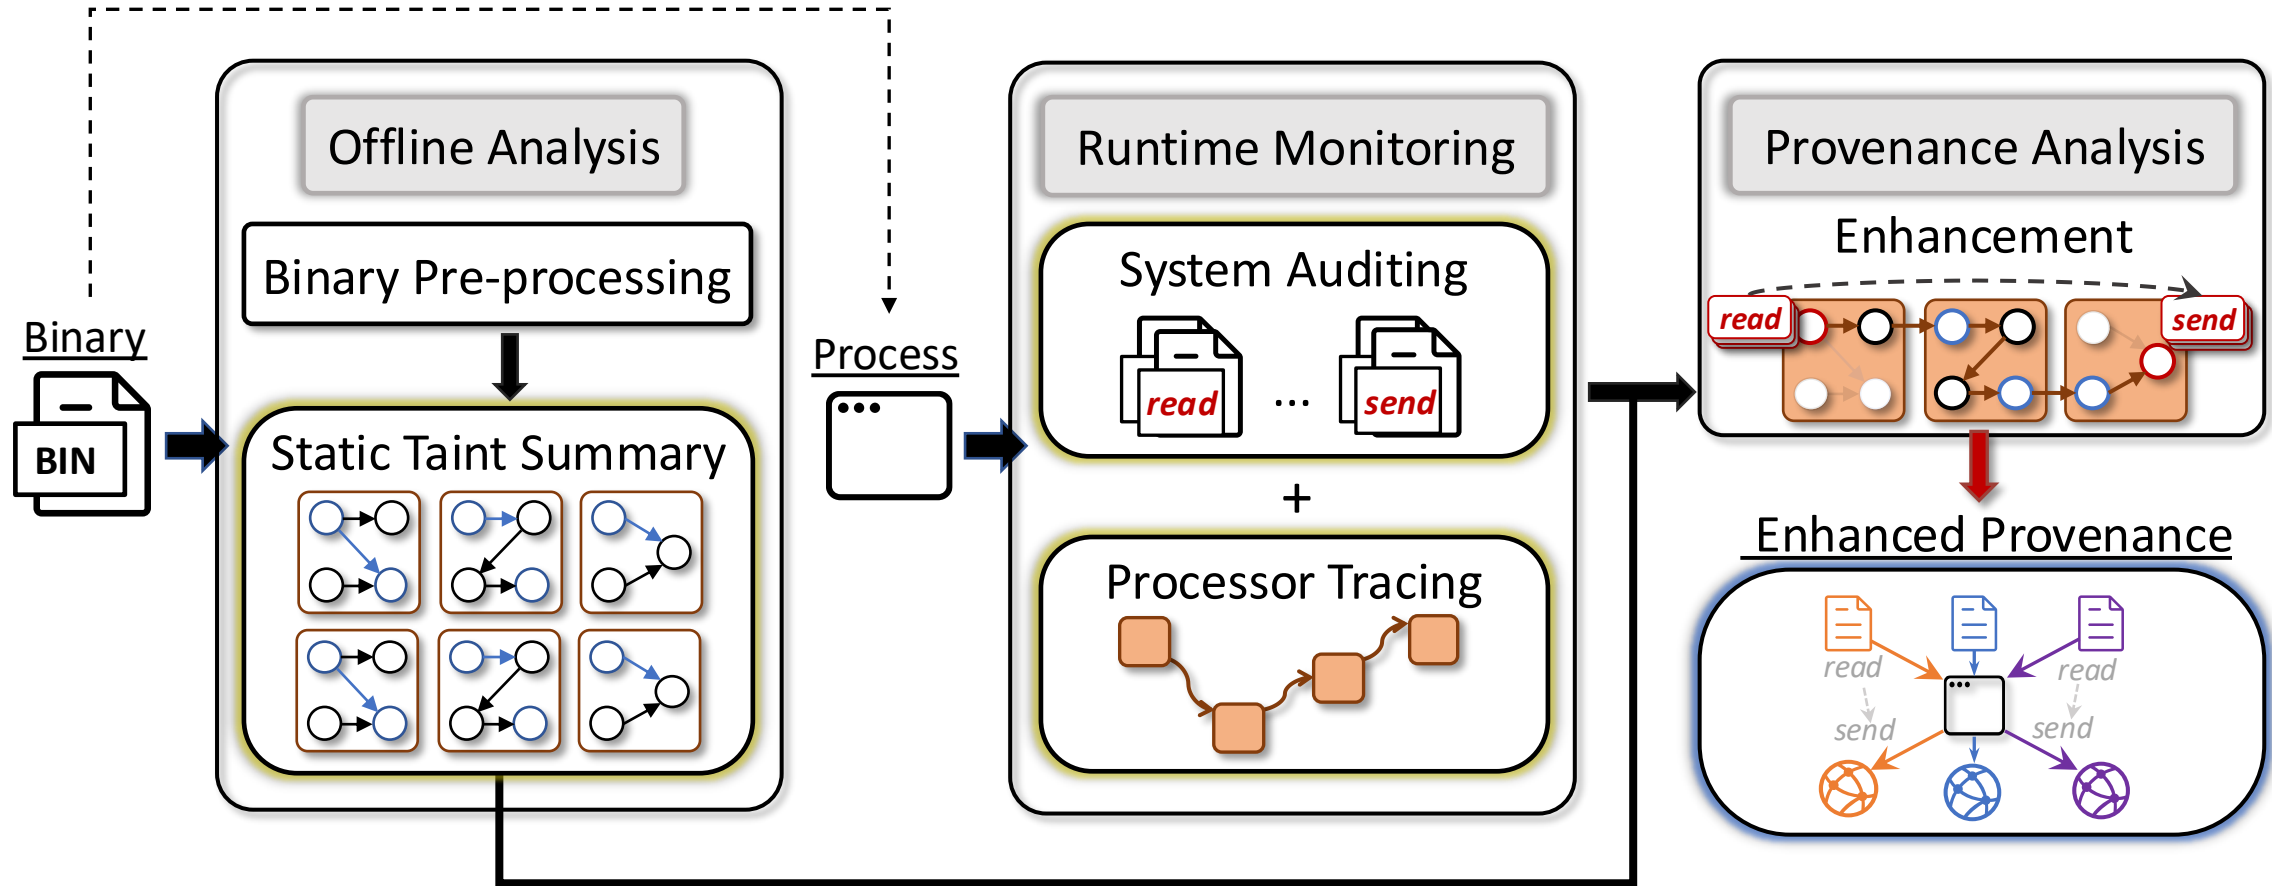 Binary
BIN
Offline Analysis
Binary Pre-processing
Static Taint Summary
Process
Runtime Monitoring
System Auditing
read
...
send
+
Processor Tracing
Provenance Analysis
Enhancement
read
send
Enhanced Provenance
read
read
send
send